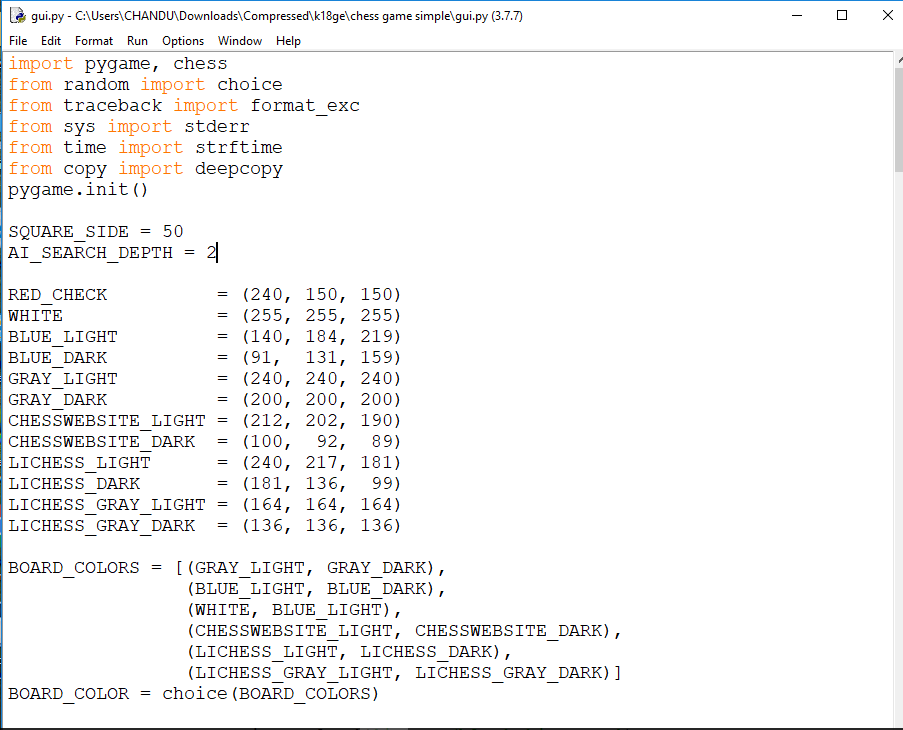 gui.py - C:\Users\CHANDU\Downloads\Compressed\k18ge\chess game simple\gui.py (3.7.7)
File Edit Format Run Options Window Help
import pygame, chess
from random import choice
from traceback import format_exc
from sys import stderr
from time import strftime
from copy import deepcopy
pygame.init()
SQUARE_SIDE = 50
AI_SEARCH_DEPTH = 2
RED_CHECK          = (240, 150, 150)
WHITE              = (255, 255, 255)
BLUE_LIGHT         = (140, 184, 219)
BLUE_DARK          = (91,  131, 159)
GRAY_LIGHT         = (240, 240, 240)
GRAY_DARK          = (200, 200, 200)
CHESSWEBSITE_LIGHT = (212, 202, 190)
CHESSWEBSITE_DARK  = (100,  92,  89)
LICHESS_LIGHT      = (240, 217, 181)
LICHESS_DARK       = (181, 136,  99)
LICHESS_GRAY_LIGHT = (164, 164, 164)
LICHESS_GRAY_DARK  = (136, 136, 136)
BOARD_COLORS = [(GRAY_LIGHT, GRAY_DARK),
                (BLUE_LIGHT, BLUE_DARK),
                (WHITE, BLUE_LIGHT),
                (CHESSWEBSITE_LIGHT, CHESSWEBSITE_DARK),
                (LICHESS_LIGHT, LICHESS_DARK),
                (LICHESS_GRAY_LIGHT, LICHESS_GRAY_DARK)]
BOARD_COLOR = choice(BOARD_COLORS)